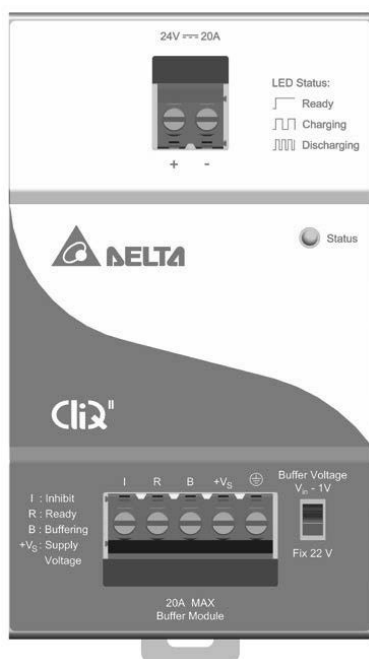 24V ⎓ 20A
LED Status:
Ready
Charging
Discharging
+ -
Status
DELTA
CliQ II
I R B +VS ⏚
Buffer Voltage
Vin - 1V
I : Inhibit
R : Ready
B : Buffering
+VS : Supply
Voltage
Fix 22 V
20A MAX
Buffer Module